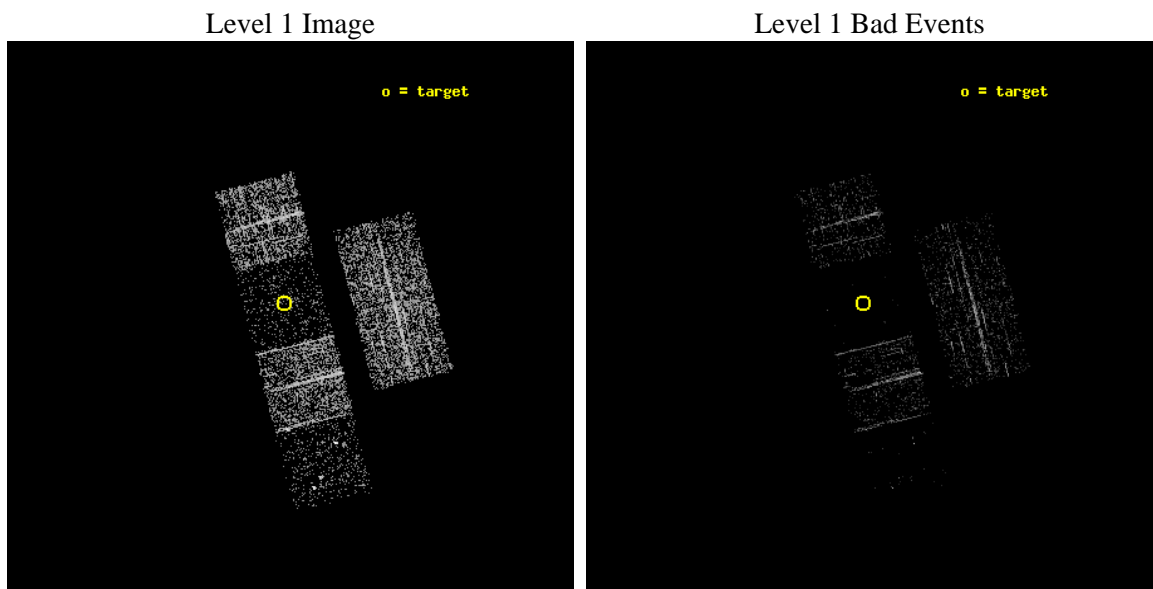 Level 1 Image
Level 1 Bad Events
o = target
o = target